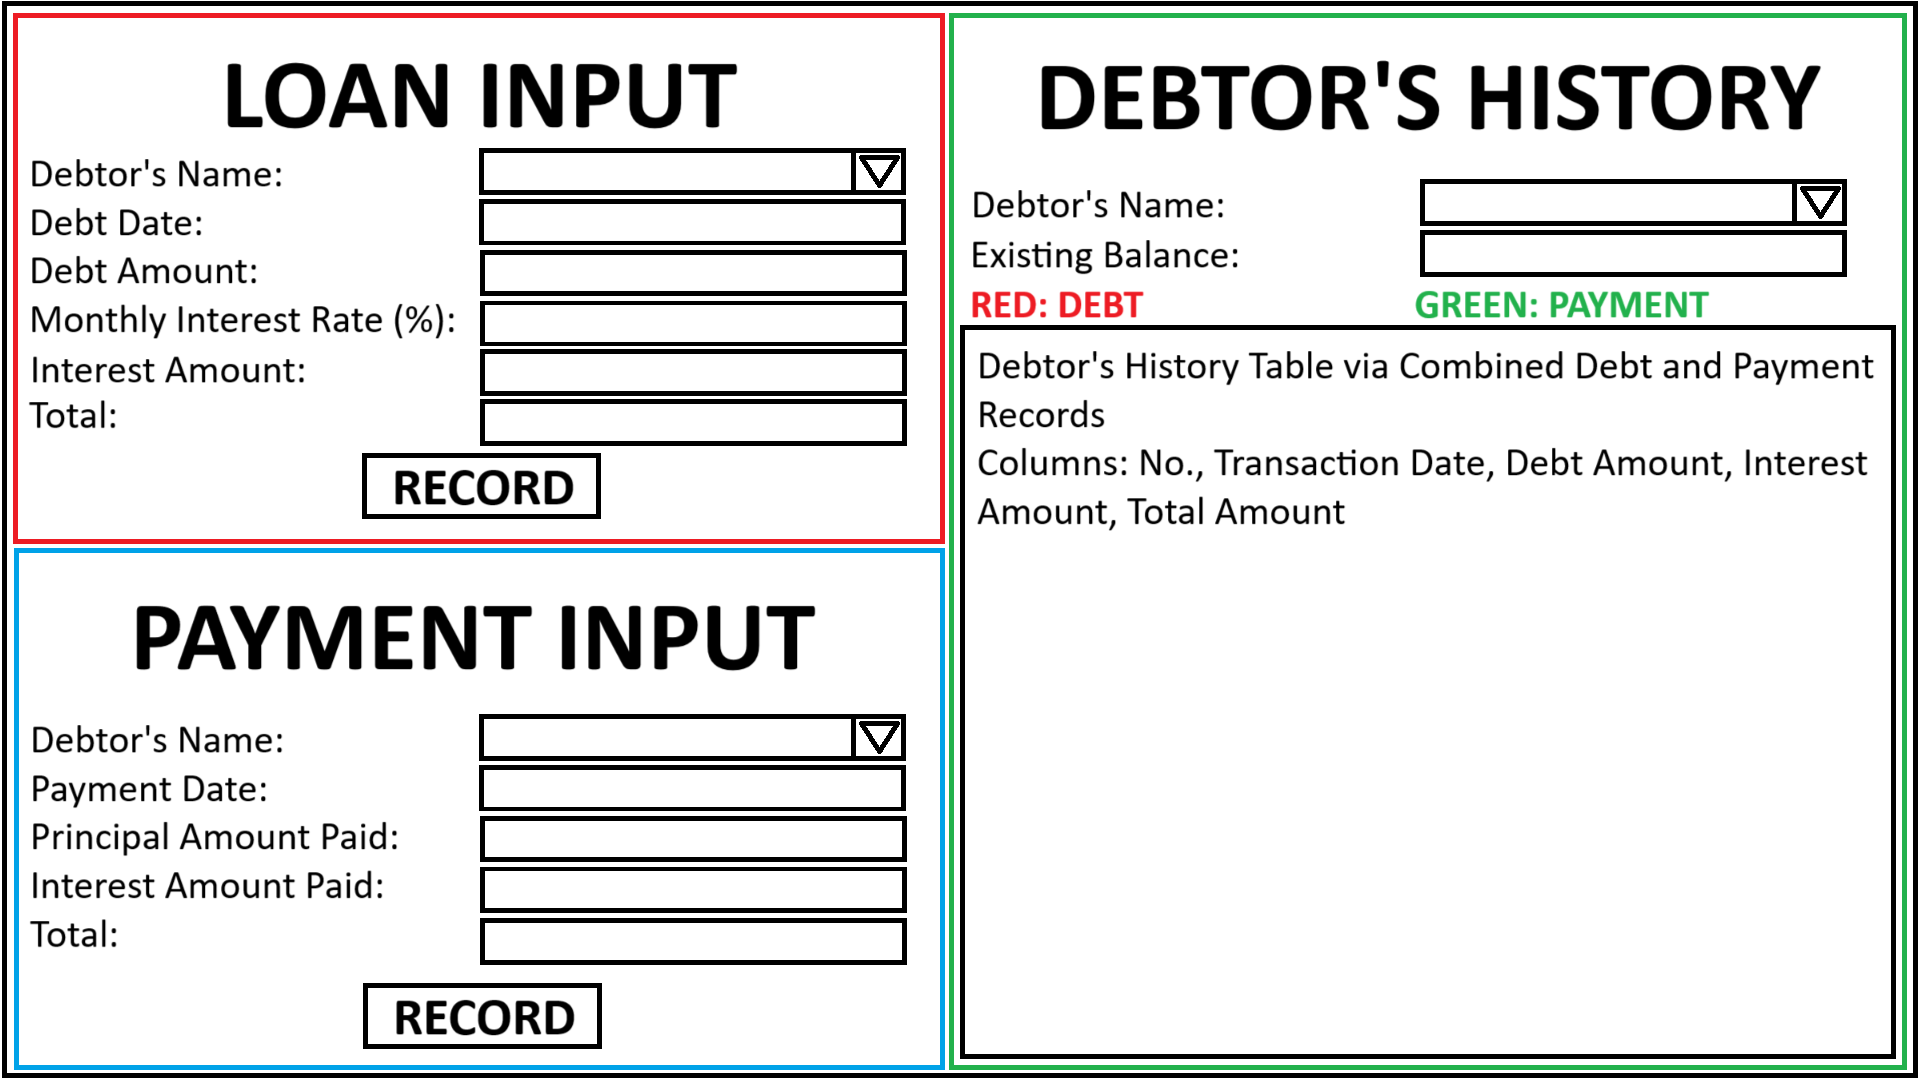 LOAN INPUT
Debtor's Name:
Debt Date:
Debt Amount:
Monthly Interest Rate (%):
Interest Amount:
Total:
RECORD
PAYMENT INPUT
Debtor's Name:
Payment Date:
Principal Amount Paid:
Interest Amount Paid:
Total:
RECORD
DEBTOR'S HISTORY
Debtor's Name:
Existing Balance:
RED: DEBT
GREEN: PAYMENT
Debtor's History Table via Combined Debt and Payment
Records
Columns: No., Transaction Date, Debt Amount, Interest
Amount, Total Amount